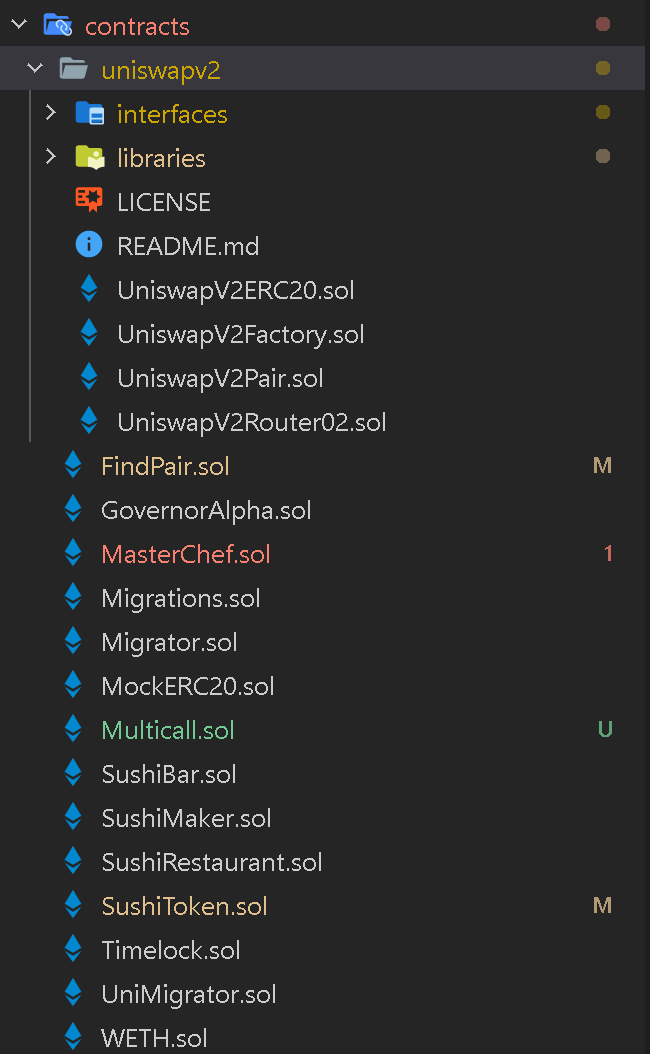 contracts
uniswapv2
interfaces
libraries
LICENSE
README.md
UniswapV2ERC20.sol
UniswapV2Factory.sol
UniswapV2Pair.sol
UniswapV2Router02.sol
FindPair.sol M
GovernorAlpha.sol
MasterChef.sol 1
Migrations.sol
Migrator.sol
MockERC20.sol
Multicall.sol U
SushiBar.sol
SushiMaker.sol
SushiRestaurant.sol
SushiToken.sol M
Timelock.sol
UniMigrator.sol
WETH.sol